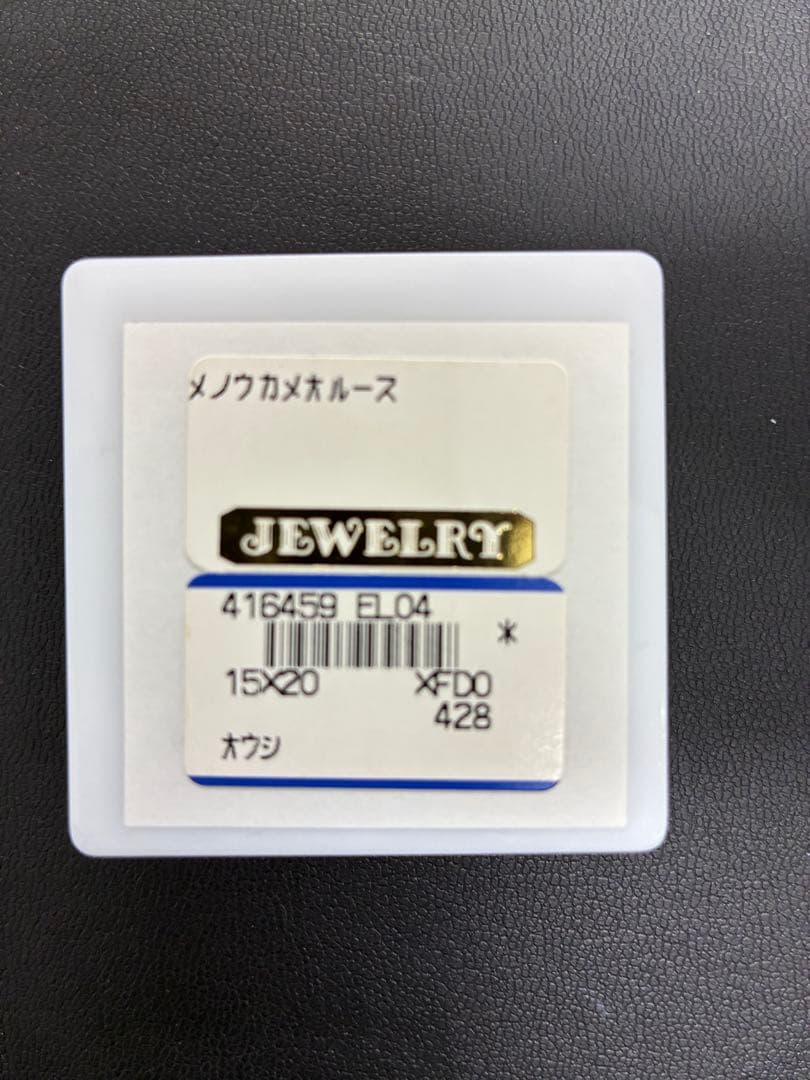 メノウカメオルース
JEWELRY
416459 EL04
*
15X20 XFD0
428
オウシ